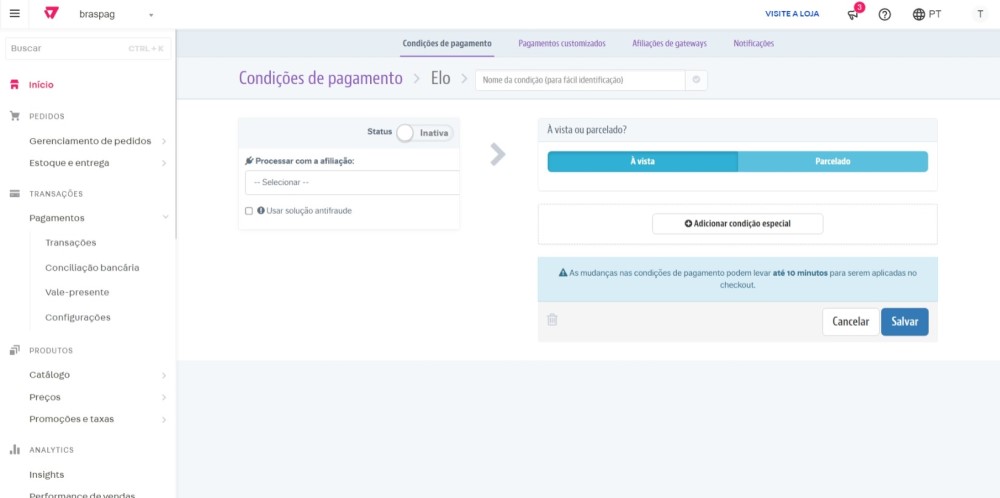 braspag
VISITE A LOJA
3
PT
T
Buscar
CTRL + K
Início
PEDIDOS
Gerenciamento de pedidos
Estoque e entrega
TRANSAÇÕES
Pagamentos
Transações
Conciliação bancária
Vale-presente
Configurações
PRODUTOS
Catálogo
Preços
Promoções e taxas
ANALYTICS
Insights
Performance de vendas
Condições de pagamento
Pagamentos customizados
Afiliações de gateways
Notificações
Condições de pagamento > Elo >
Nome da condição (para fácil identificação)
Status
Inativa
Processar com a afiliação:
-- Selecionar --
Usar solução antifraude
À vista ou parcelado?
À vista
Parcelado
Adicionar condição especial
As mudanças nas condições de pagamento podem levar até 10 minutos para serem aplicadas no
checkout.
Cancelar
Salvar